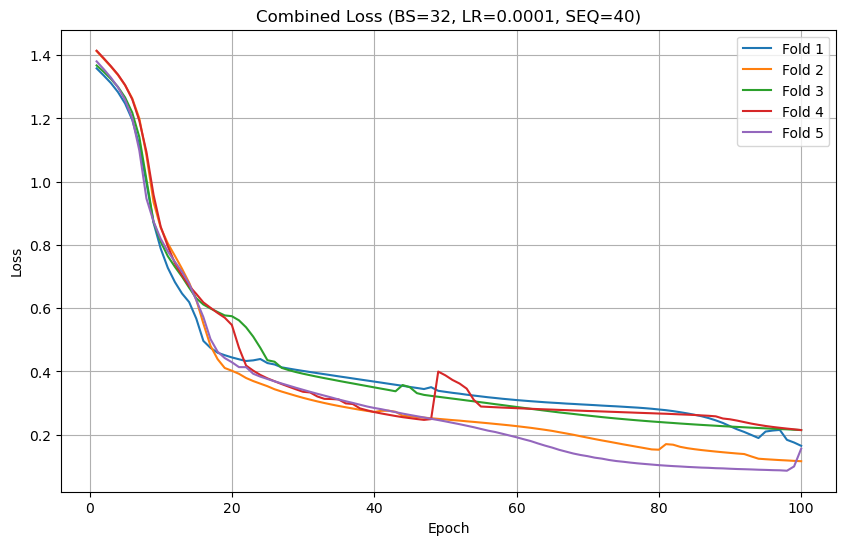 Combined Loss (BS=32, LR=0.0001, SEQ=40)
Fold 1
Fold 2
Fold 3
Fold 4
Fold 5
Loss
1.4
1.2
1.0
0.8
0.6
0.4
0.2
0 20 40 60 80 100
Epoch